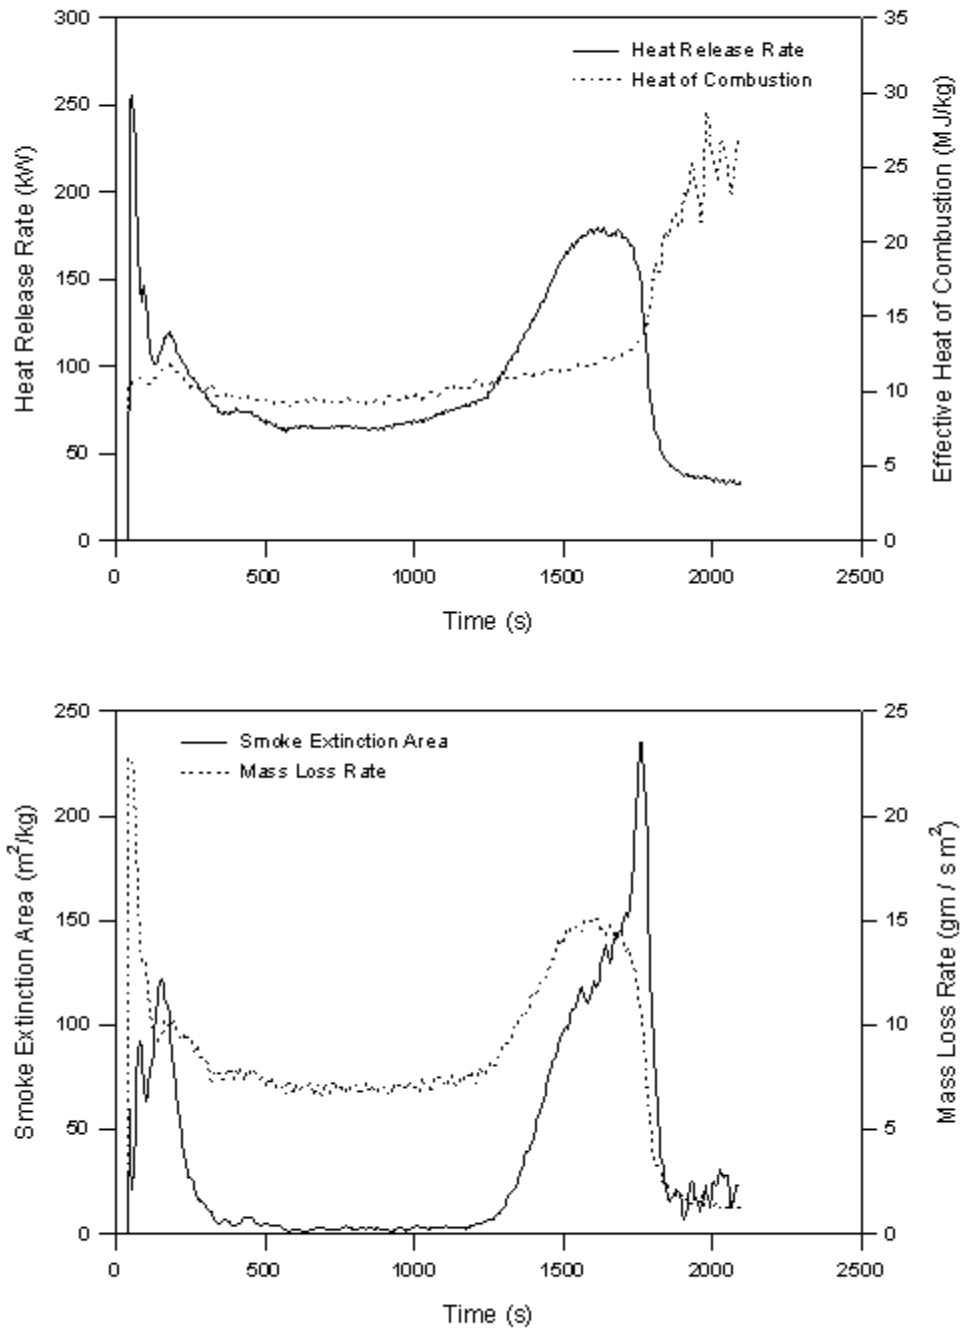 300
250
200
150
100
50
0
Heat Release Rate (kW)
Heat Release Rate
Heat of Combustion
35
30
25
20
15
10
5
0
Effective Heat of Combustion (MJ/kg)
0 500 1000 1500 2000 2500
Time (s)
250
200
150
100
50
0
Smoke Extinction Area (m²/kg)
Smoke Extinction Area
Mass Loss Rate
25
20
15
10
5
0
Mass Loss Rate (gm / s m²)
0 500 1000 1500 2000 2500
Time (s)